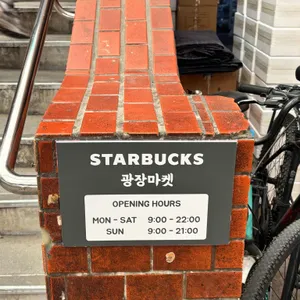 STARBUCKS
광장마켓
OPENING HOURS
MON - SAT 9:00 - 22:00
SUN 9:00 - 21:00